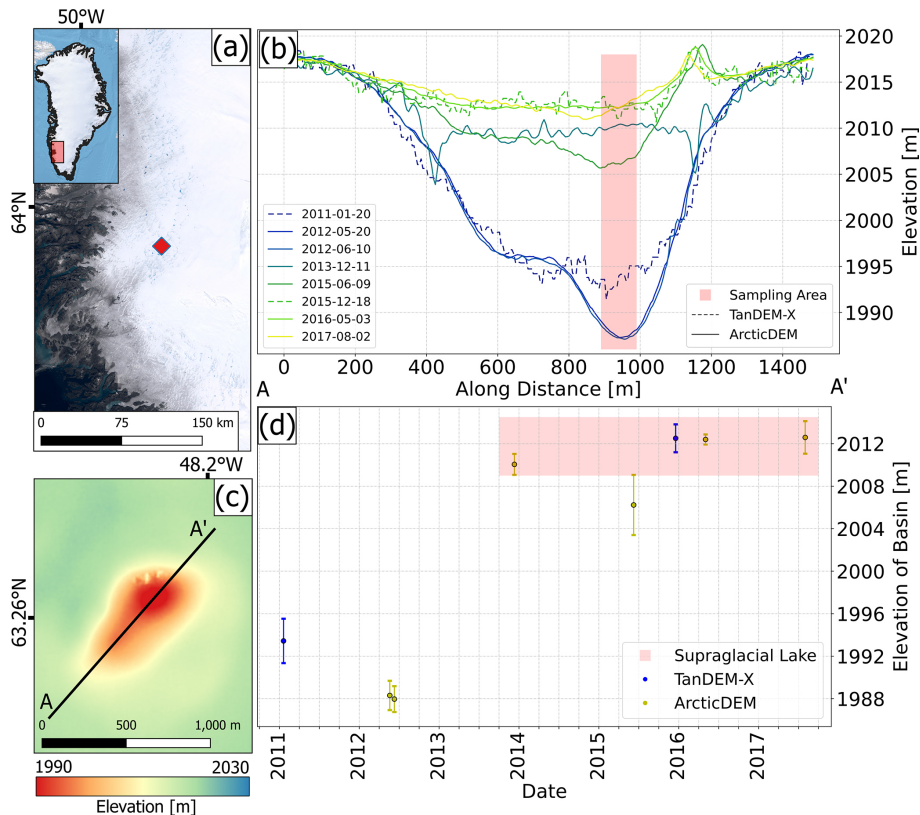 50°W
(a)
64°N
0 75 150 km
(b)
2020
2015
2010
2005
2000
1995
1990
Elevation [m]
2011-01-20
2012-05-20
2012-06-10
2013-12-11
2015-06-09
2015-12-18
2016-05-03
2017-08-02
Sampling Area
TanDEM-X
ArcticDEM
0 200 400 600 800 1000 1200 1400
A Along Distance [m] A'
48.2°W
(c)
63.26°N
A'
A
0 500 1,000 m
1990 2030
Elevation [m]
(d)
2012
2008
2004
2000
1996
1992
1988
Elevation of Basin [m]
Supraglacial Lake
TanDEM-X
ArcticDEM
2011 2012 2013 2014 2015 2016 2017
Date